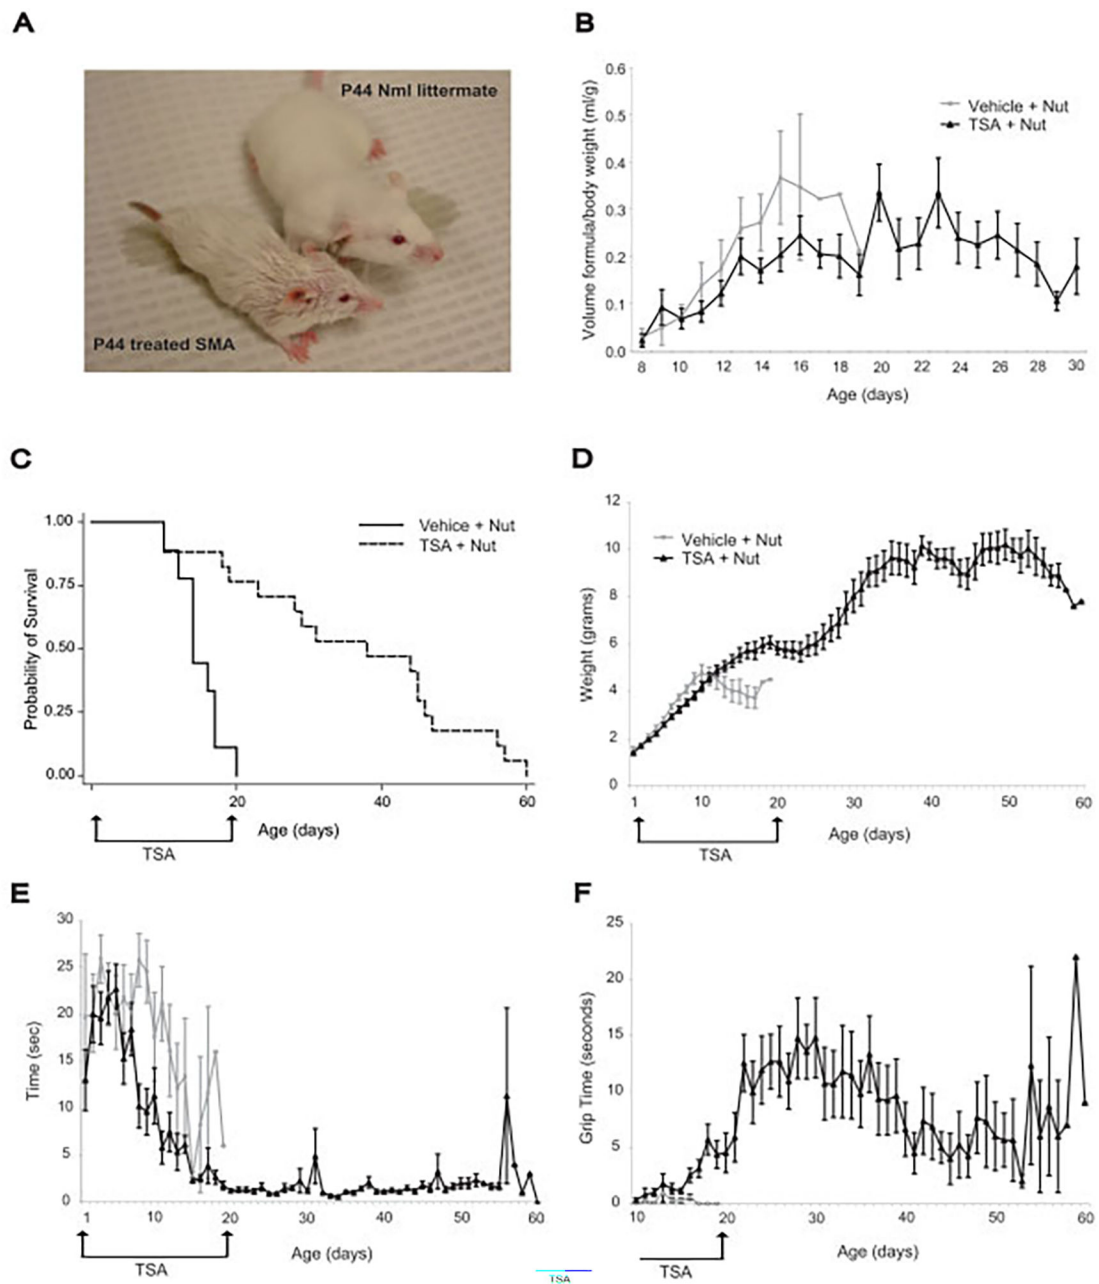 A
P44 Nml littermate
P44 treated SMA
B
Volume formula/body weight (ml/g)
0.6
0.5
0.4
0.3
0.2
0.1
0.0
Vehicle + Nut
TSA + Nut
8 10 12 14 16 18 20 22 24 26 28 30
Age (days)
C
Probability of Survival
1.00
0.75
0.50
0.25
0.00
Vehice + Nut
TSA + Nut
20 40 60
Age (days)
TSA
D
Weight (grams)
12
10
8
6
4
2
0
Vehicle + Nut
TSA + Nut
1 10 20 30 40 50 60
Age (days)
TSA
E
Time (sec)
30
25
20
15
10
5
0
1 10 20 30 40 50 60
Age (days)
TSA
F
Grip Time (seconds)
25
20
15
10
5
0
10 20 30 40 50 60
Age (days)
TSA
TSA